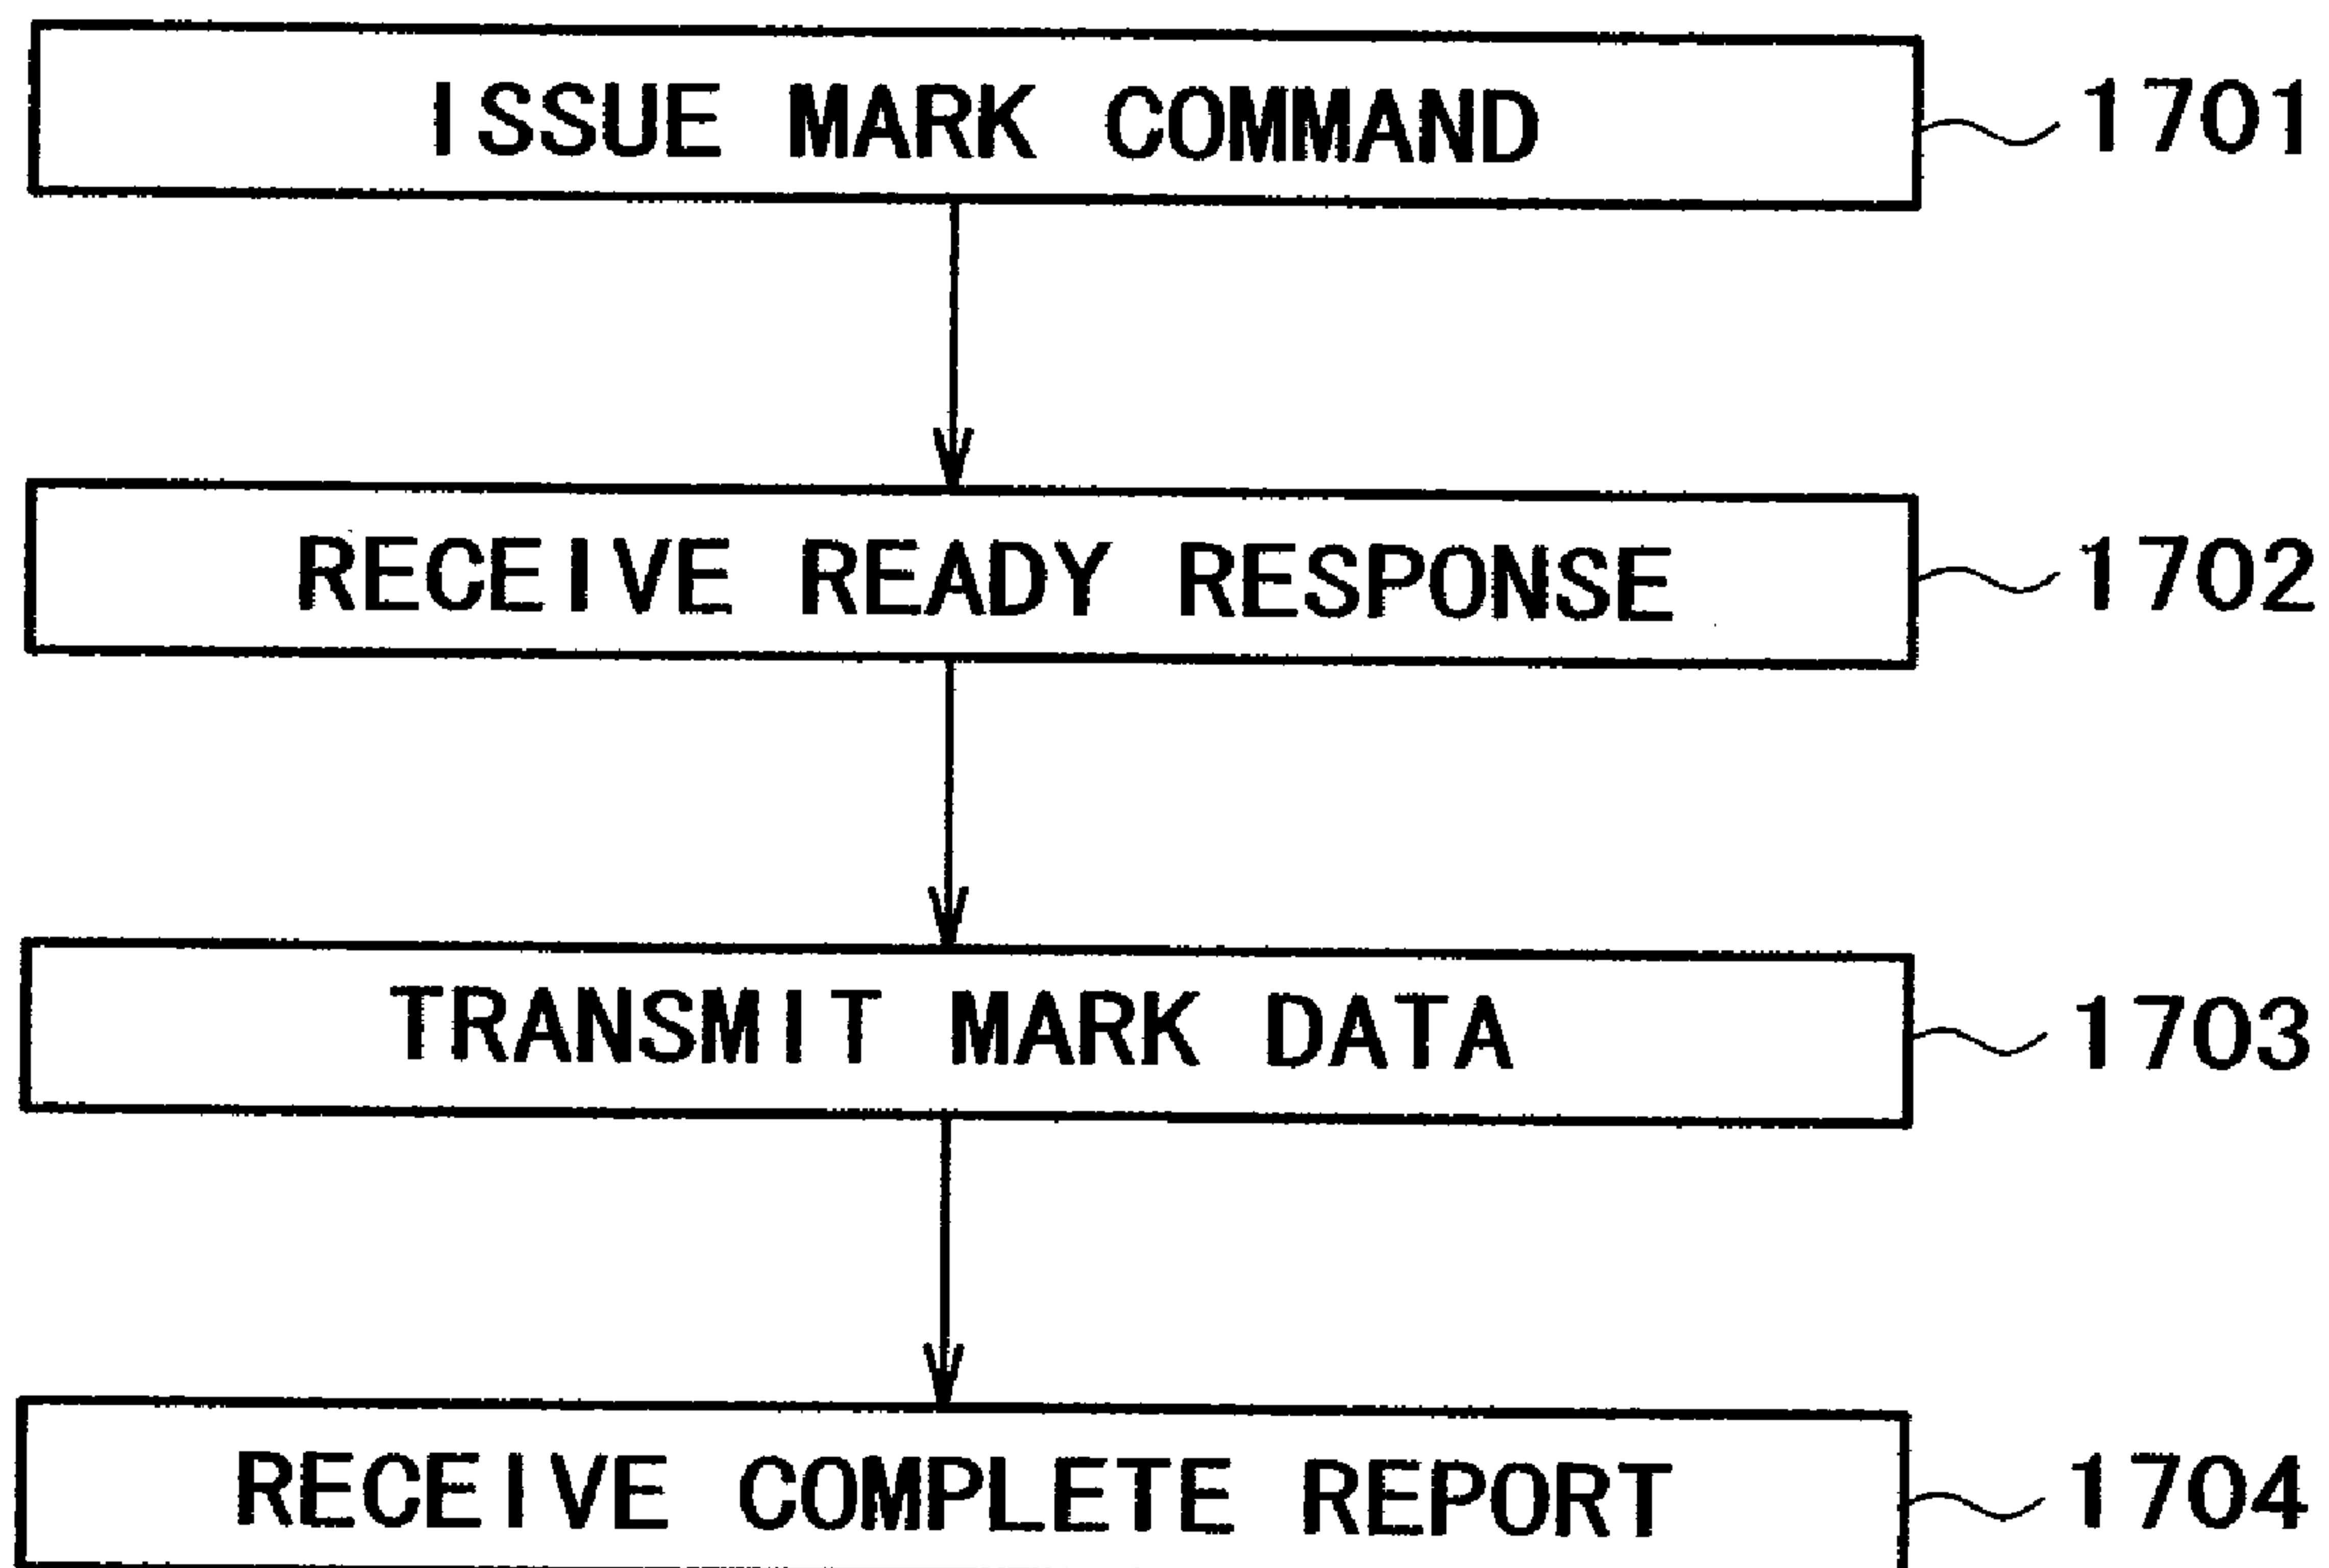 ISSUE MARK COMMAND 1701
RECEIVE READY RESPONSE 1702
TRANSMIT MARK DATA 1703
RECEIVE COMPLETE REPORT 1704